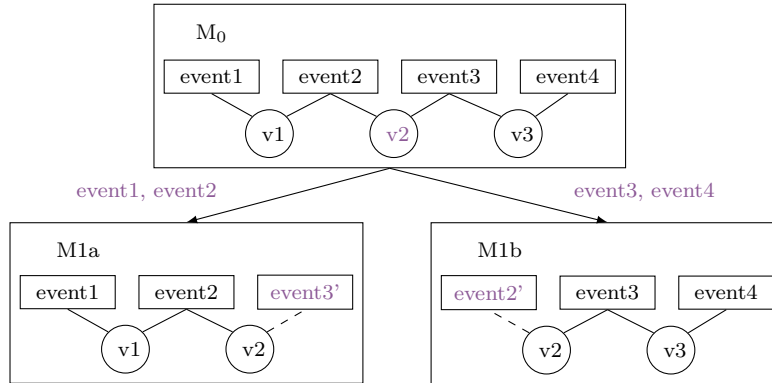 M0
event1 event2 event3 event4
v1 v2 v3
event1, event2 event3, event4
M1a
event1 event2 event3’
v1 v2
M1b
event2’ event3 event4
v2 v3